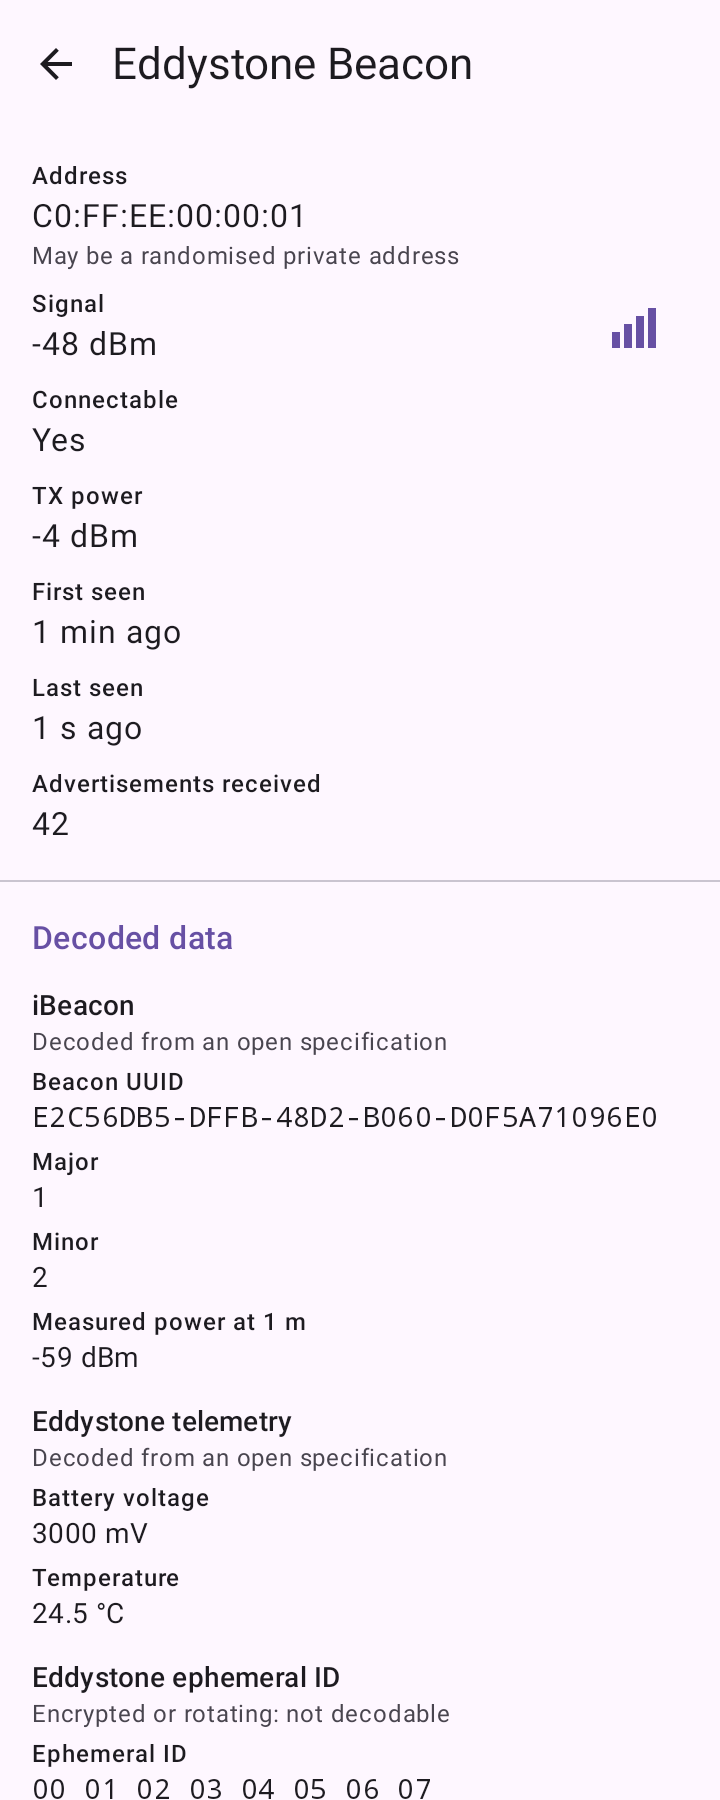 Eddystone Beacon
Address
C0:FF:EE:00:00:01
May be a randomised private address
Signal
-48 dBm
Connectable
Yes
TX power
-4 dBm
First seen
1 min ago
Last seen
1 s ago
Advertisements received
42
Decoded data
iBeacon
Decoded from an open specification
Beacon UUID
E2C56DB5-DFFB-48D2-B060-D0F5A71096E0
Major
1
Minor
2
Measured power at 1 m
-59 dBm
Eddystone telemetry
Decoded from an open specification
Battery voltage
3000 mV
Temperature
24.5 °C
Eddystone ephemeral ID
Encrypted or rotating: not decodable
Ephemeral ID
00 01 02 03 04 05 06 07